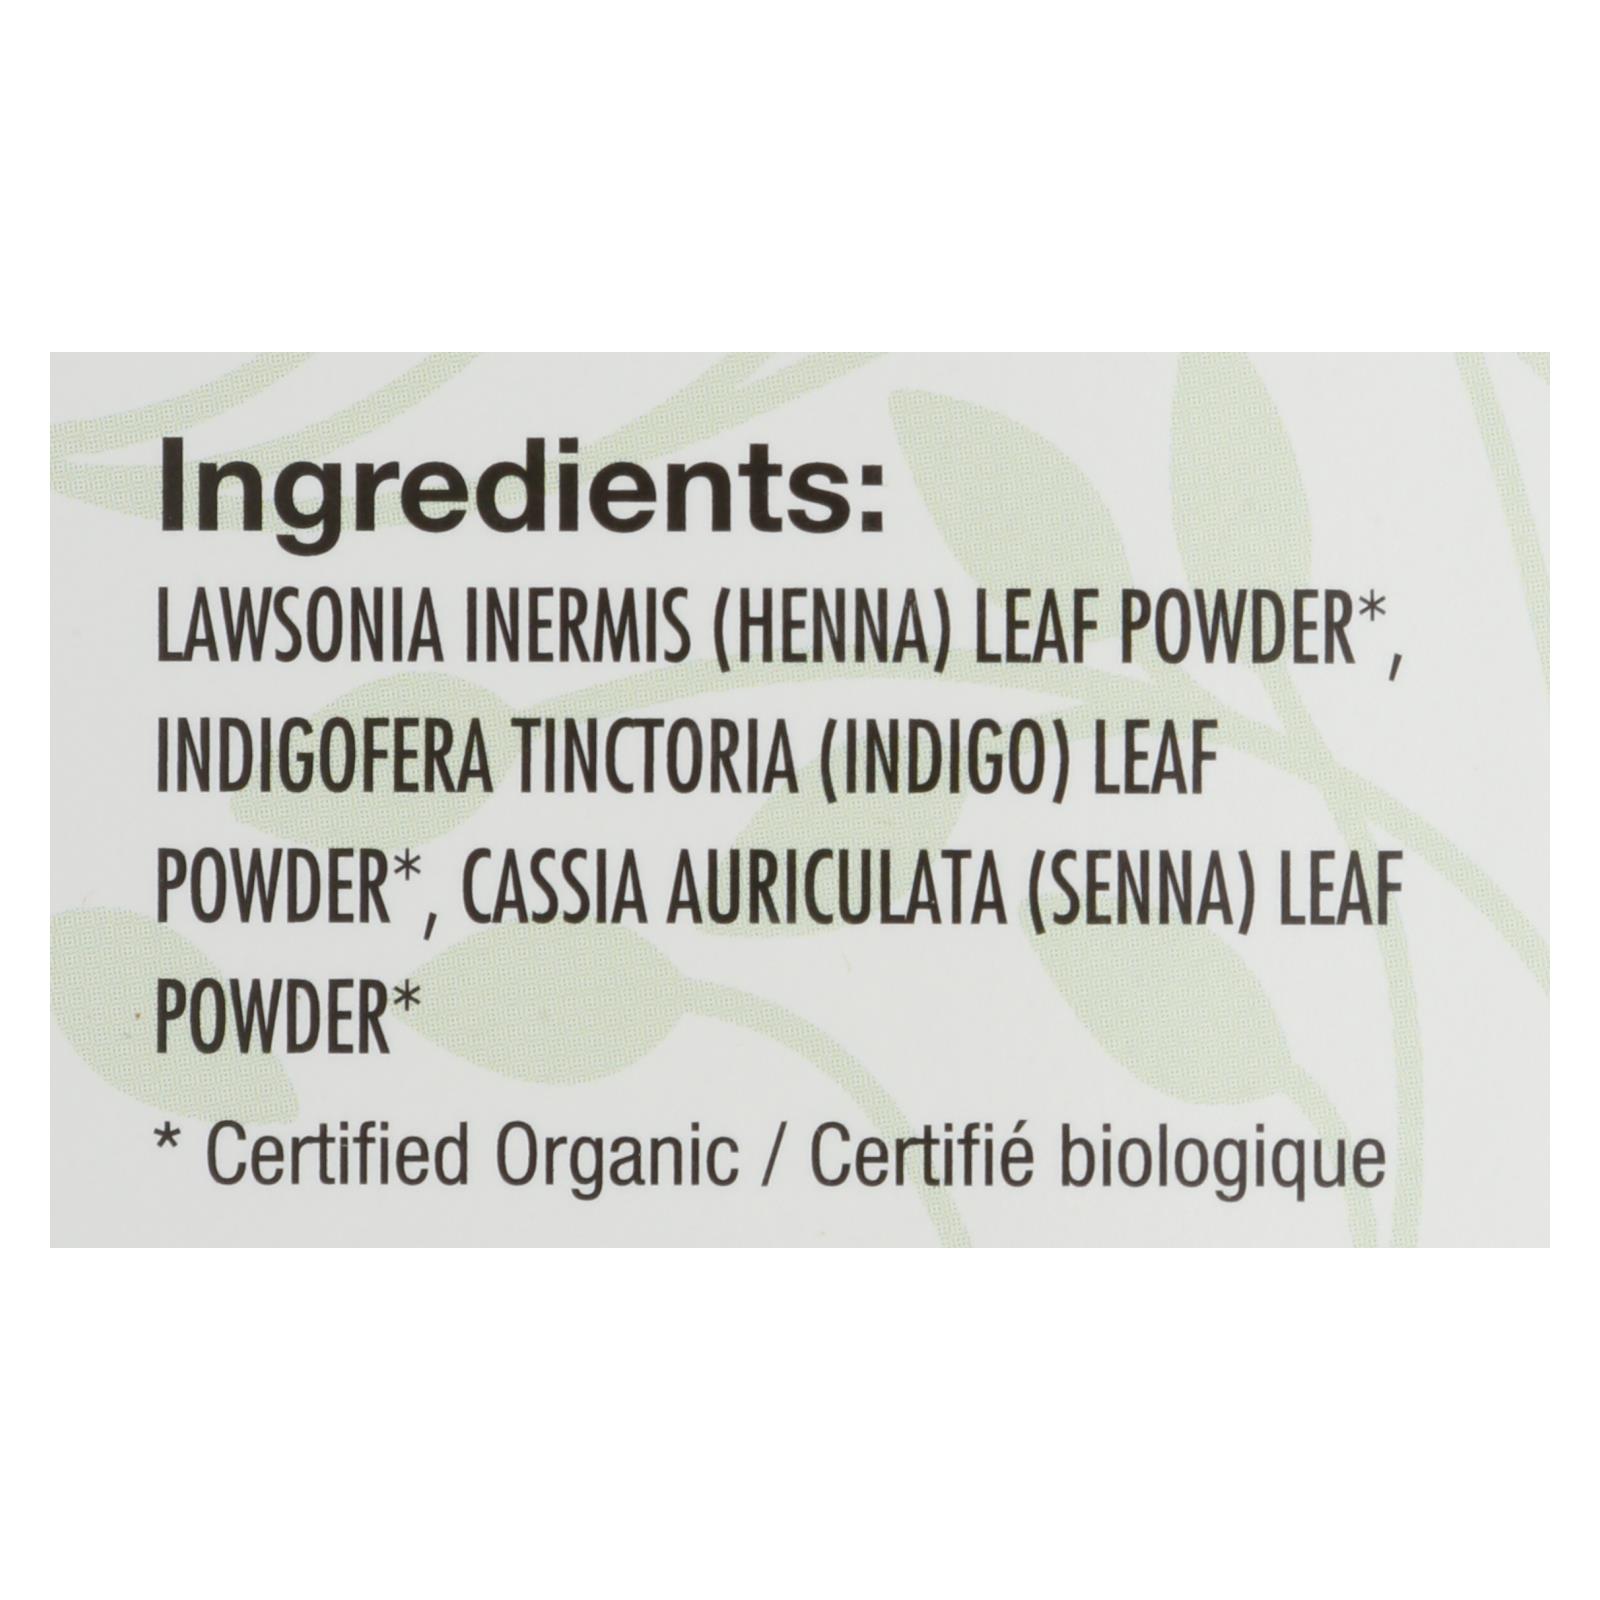 Ingredients:
LAWSONIA INERMIS (HENNA) LEAF POWDER*,
INDIGOFERA TINCTORIA (INDIGO) LEAF
POWDER*, CASSIA AURICULATA (SENNA) LEAF
POWDER*
* Certified Organic / Certifié biologique